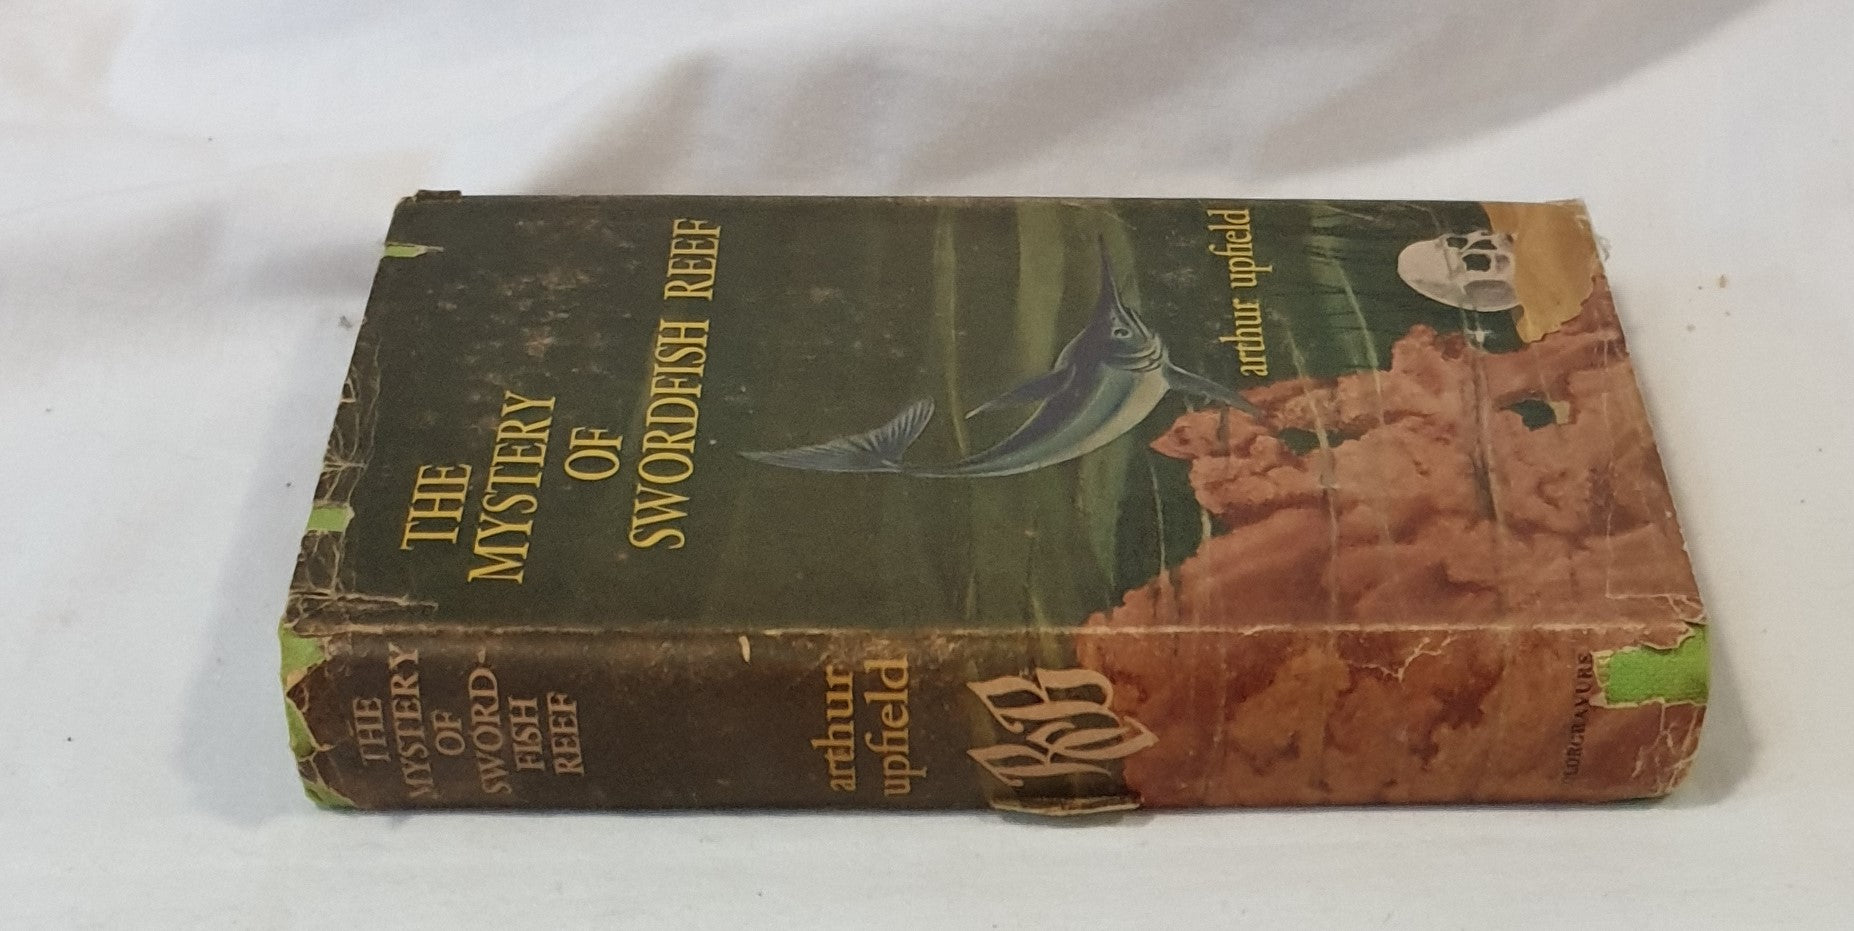 THE
MYSTERY
OF
SWORDFISH REEF
arthur upfield
THE
MYSTERY
OF
SWORD-
FISH
REEF
arthur
upfield